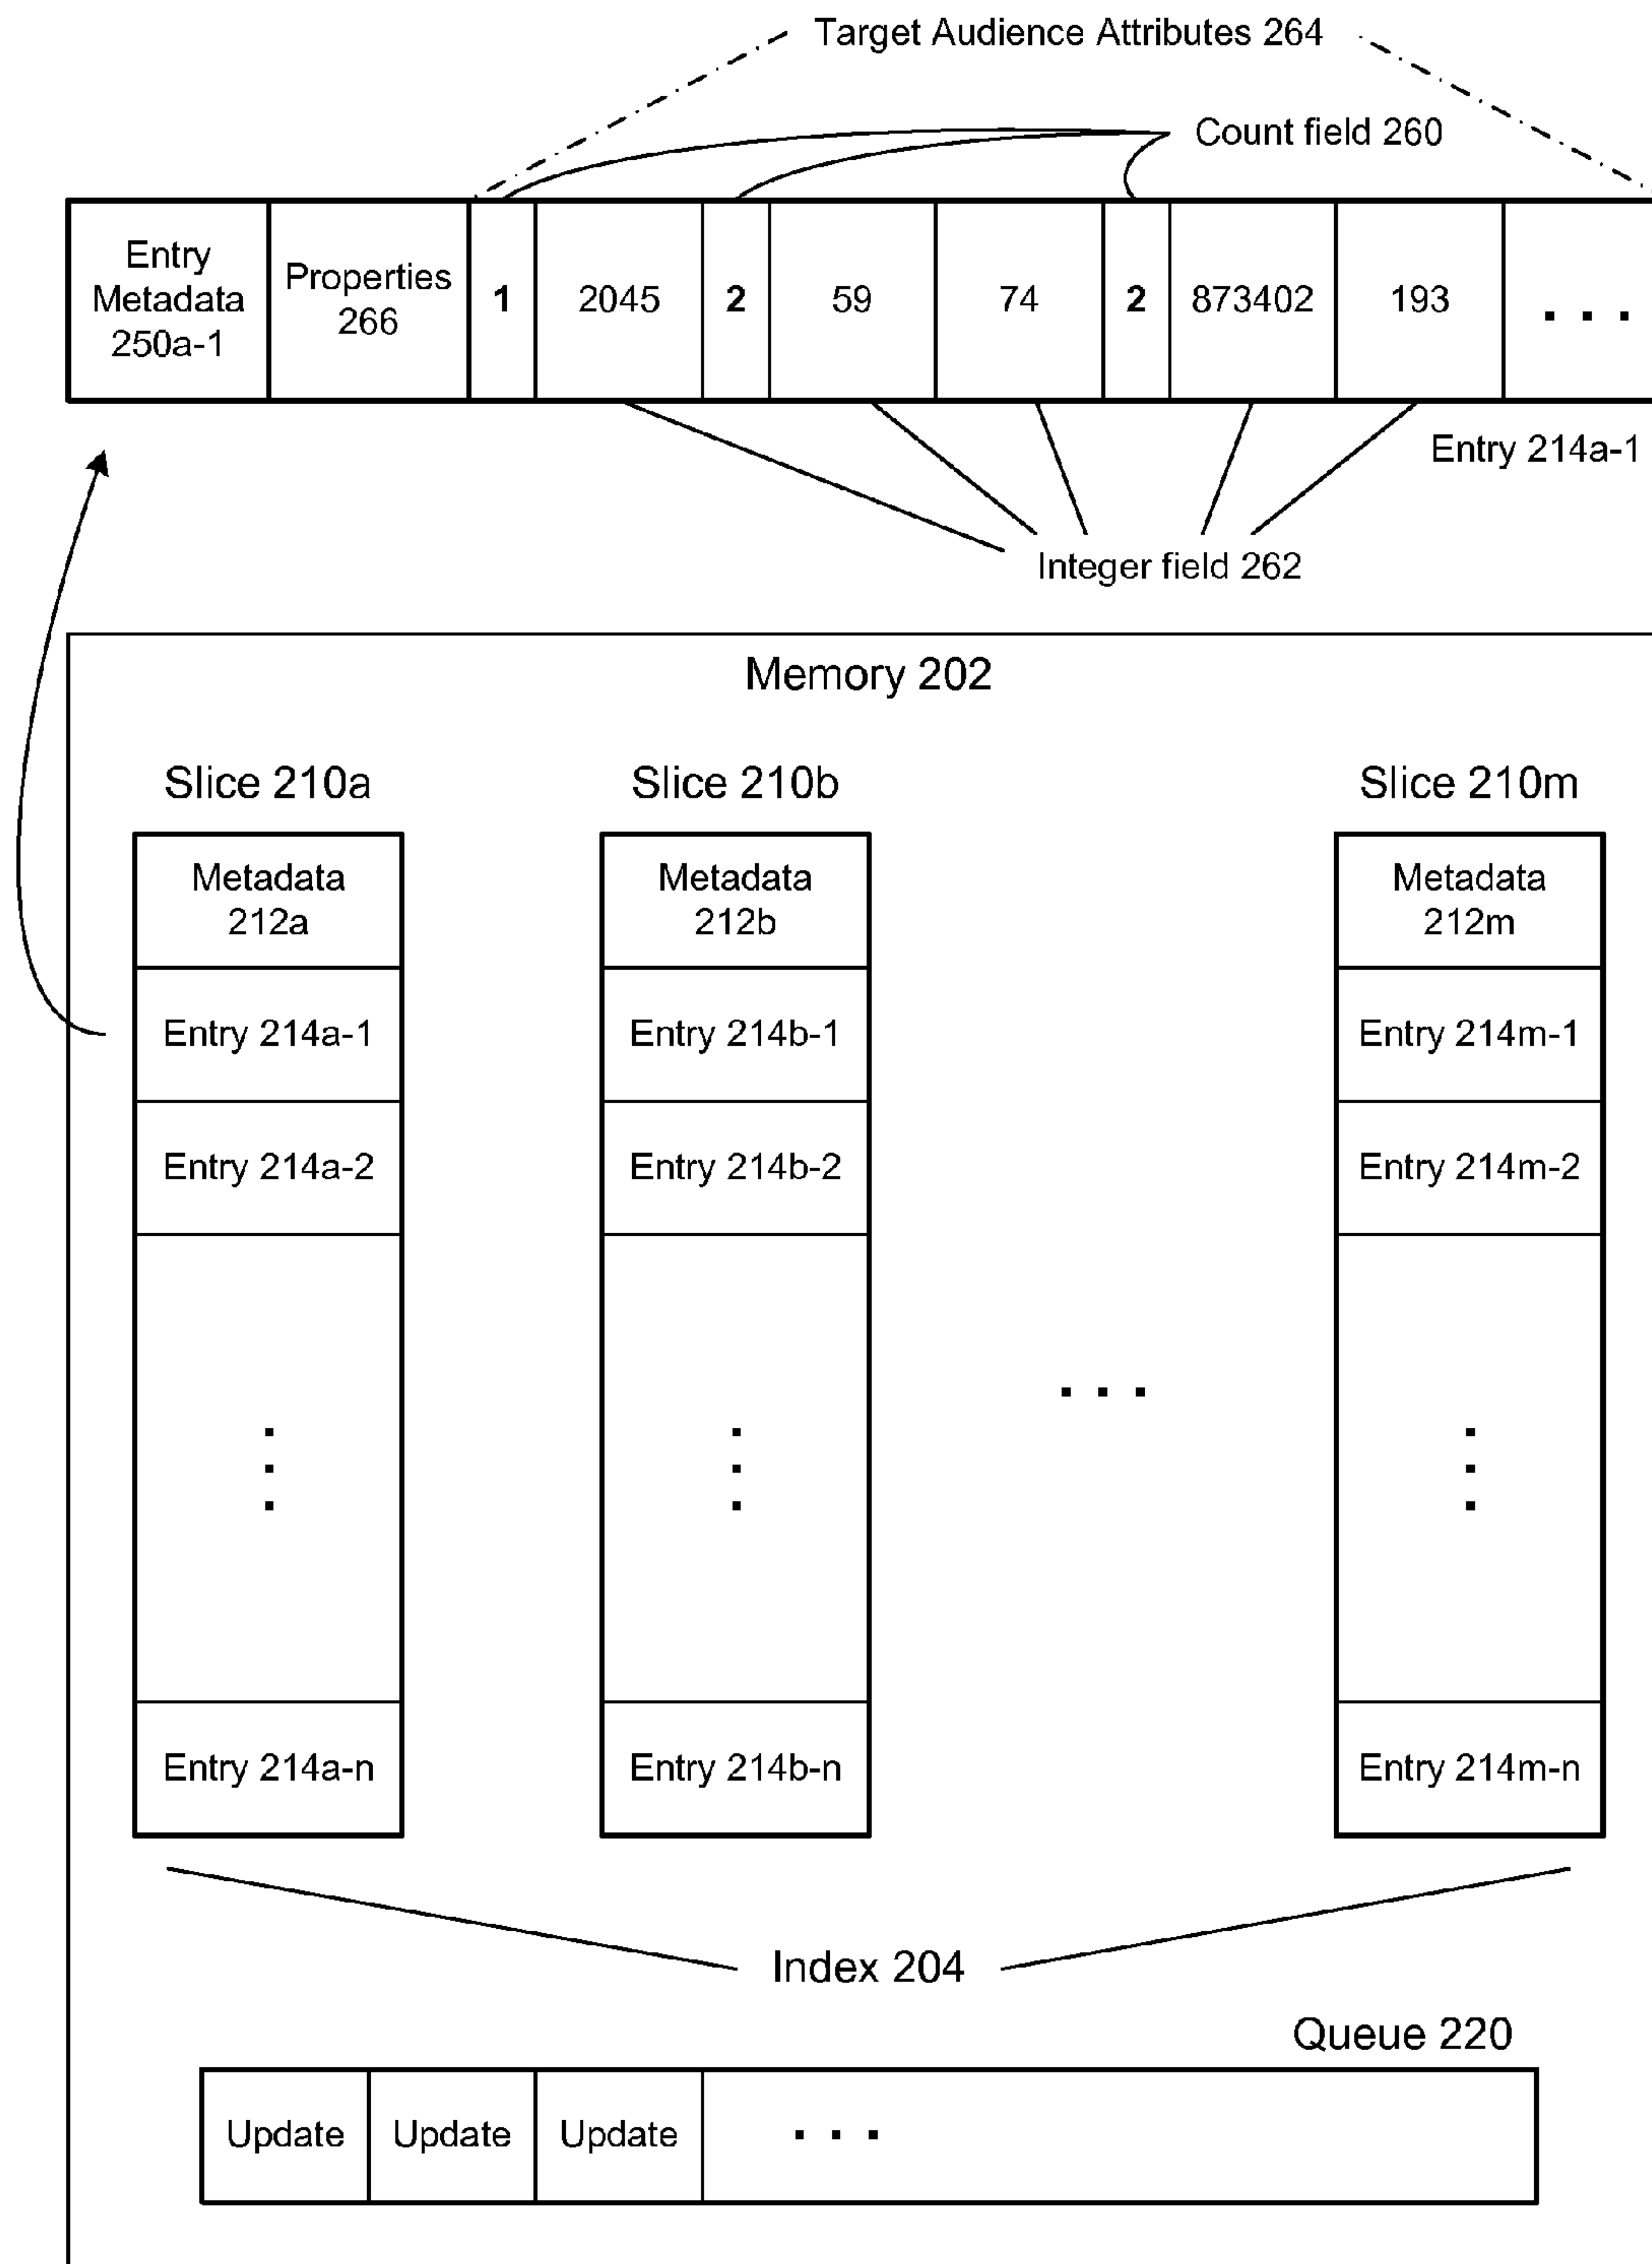 Target Audience Attributes 264
Count field 260
Entry
Metadata
250a-1
Properties
266
1
2045
2
59
74
2
873402
193
. . .
Entry 214a-1
Integer field 262
Memory 202
Slice 210a
Slice 210b
Slice 210m
Metadata
212a
Metadata
212b
Metadata
212m
Entry 214a-1
Entry 214b-1
Entry 214m-1
Entry 214a-2
Entry 214b-2
Entry 214m-2
. . .
Entry 214a-n
Entry 214b-n
Entry 214m-n
Index 204
Queue 220
Update
Update
Update
. . .